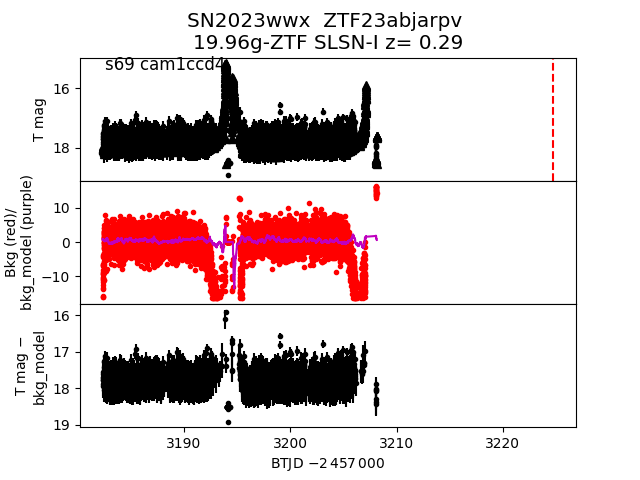 SN2023wwx  ZTF23abjarpv
19.96g-ZTF SLSN-I z= 0.29
s69 cam1ccd4
T mag
16
18
Bkg (red)/
bkg_model (purple)
10
0
−10
T mag −
bkg_model
16
17
18
19
3190
3200
3210
3220
BTJD −2 457 000